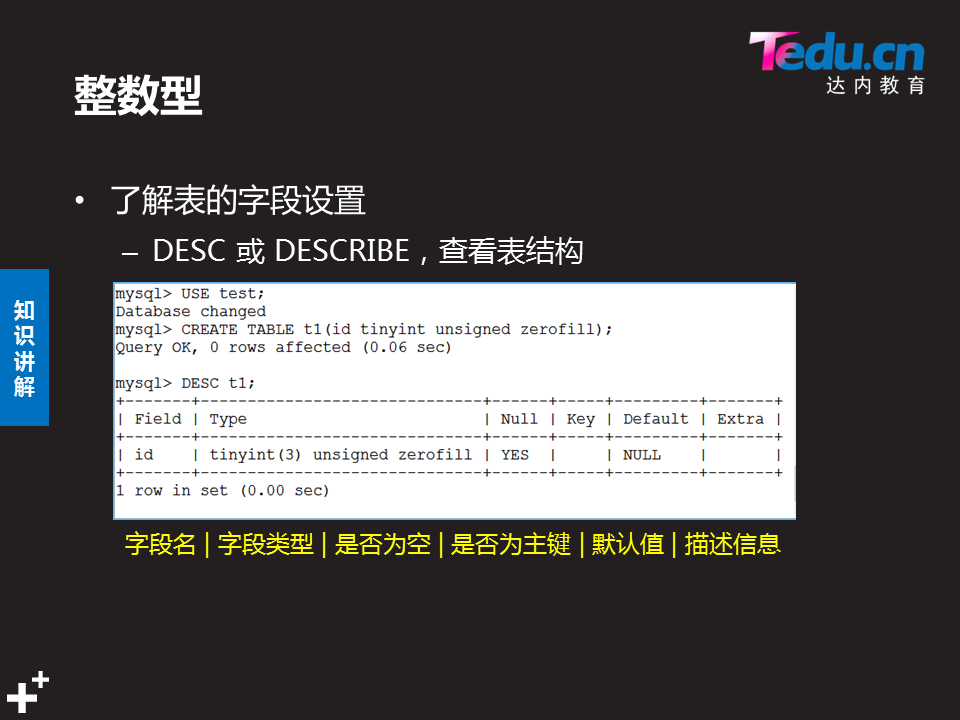 Tedu.cn
达内教育
整数型
• 了解表的字段设置
– DESC 或 DESCRIBE，查看表结构
知识讲解
mysql> USE test;
Database changed
mysql> CREATE TABLE t1(id tinyint unsigned zerofill);
Query OK, 0 rows affected (0.06 sec)
mysql> DESC t1;
+-------+------------------------------+------+-----+---------+-------+
| Field | Type                         | Null | Key | Default | Extra |
+-------+------------------------------+------+-----+---------+-------+
| id    | tinyint(3) unsigned zerofill | YES  |     | NULL    |       |
+-------+------------------------------+------+-----+---------+-------+
1 row in set (0.00 sec)
字段名 | 字段类型 | 是否为空 | 是否为主键 | 默认值 | 描述信息